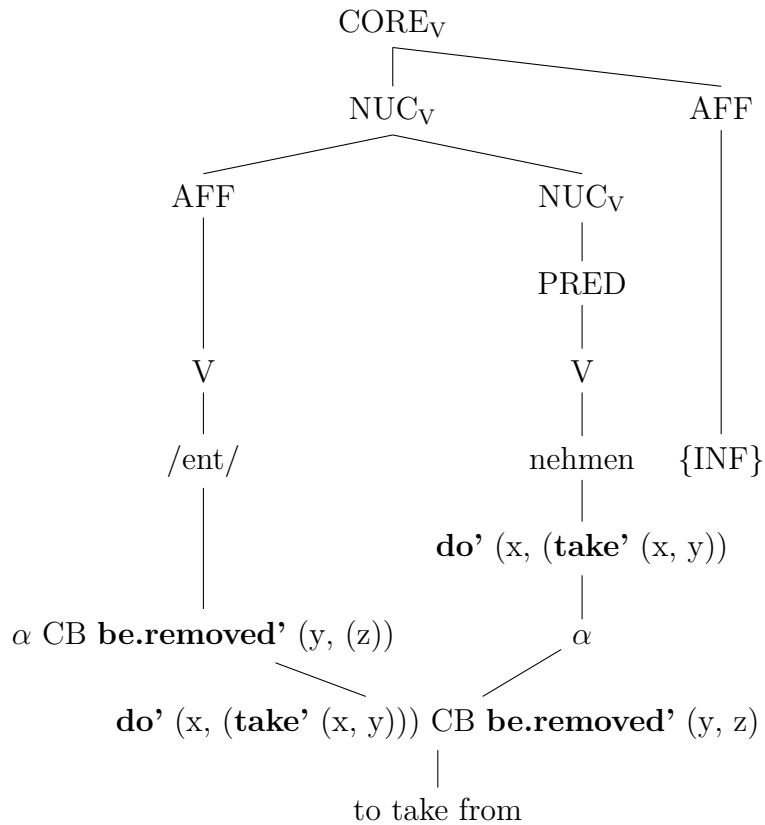 CORE_V
NUC_V AFF
AFF NUC_V
PRED
V V
/ent/ nehmen {INF}
do’ (x, (take’ (x, y))
α CB be.removed’ (y, (z)) α
do’ (x, (take’ (x, y))) CB be.removed’ (y, z)
to take from